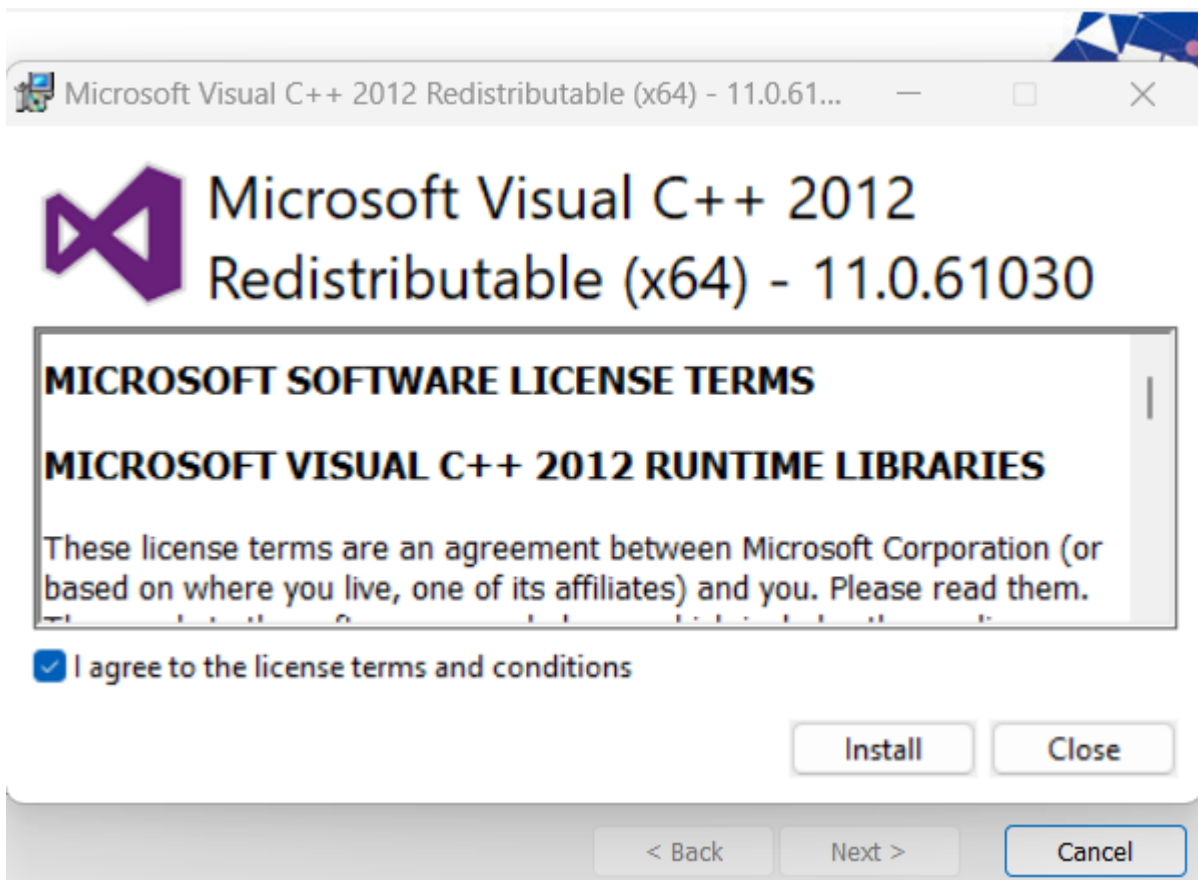 Microsoft Visual C++ 2012 Redistributable (x64) - 11.0.61...
Microsoft Visual C++ 2012
Redistributable (x64) - 11.0.61030
MICROSOFT SOFTWARE LICENSE TERMS
MICROSOFT VISUAL C++ 2012 RUNTIME LIBRARIES
These license terms are an agreement between Microsoft Corporation (or
based on where you live, one of its affiliates) and you. Please read them.
I agree to the license terms and conditions
Install Close
< Back Next > Cancel